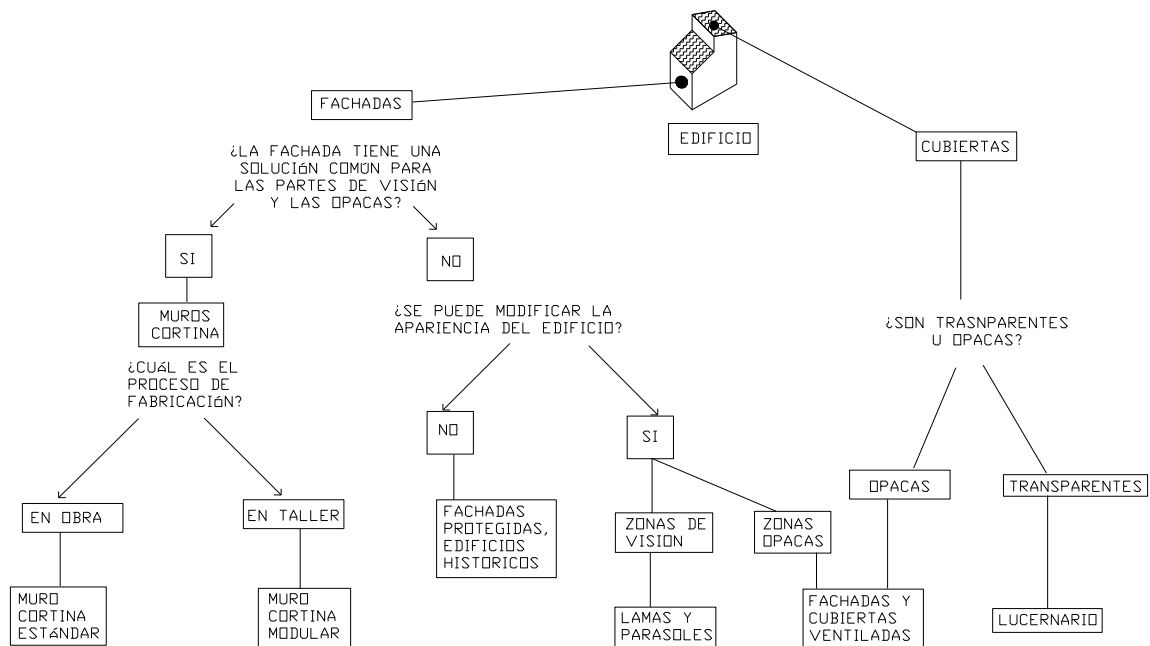 FACHADAS
EDIFICIO
CUBIERTAS
¿LA FACHADA TIENE UNA
SOLUCIÓN COMÚN PARA
LAS PARTES DE VISIÓN
Y LAS OPACAS?
SI
NO
MUROS
CORTINA
¿SE PUEDE MODIFICAR LA
APARIENCIA DEL EDIFICIO?
¿SON TRASNPARENTES
U OPACAS?
¿CUÁL ES EL
PROCESO DE
FABRICACIÓN?
NO
SI
OPACAS
TRANSPARENTES
EN OBRA
EN TALLER
FACHADAS
PROTEGIDAS,
EDIFICIOS
HISTORICOS
ZONAS DE
VISION
ZONAS
OPACAS
MURO
CORTINA
ESTÁNDAR
MURO
CORTINA
MODULAR
LAMAS Y
PARASOLES
FACHADAS Y
CUBIERTAS
VENTILADAS
LUCERNARIO